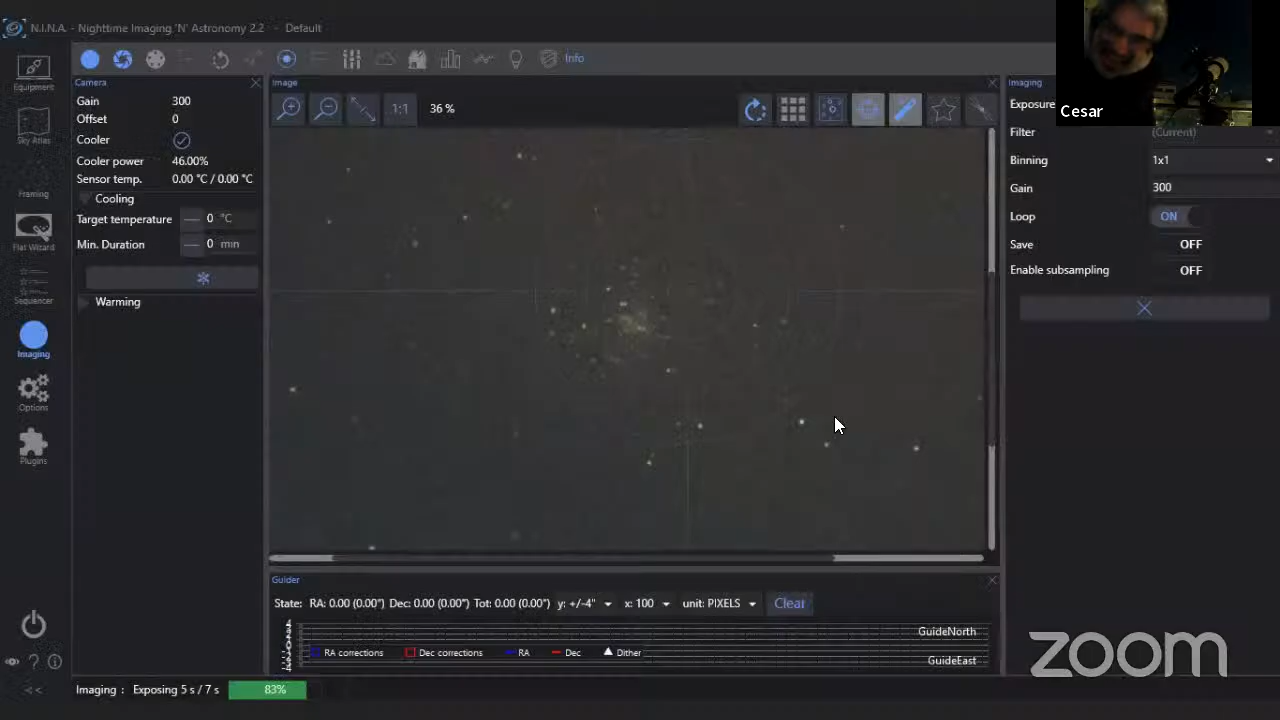 N.I.N.A. - Nighttime Imaging 'N' Astronomy 2.2 - Default
Info
Equipment
Sky Atlas
Framing
Flat Wizard
Sequencer
Imaging
Options
Plugins
Camera
Gain 300
Offset 0
Cooler
Cooler power 46.00%
Sensor temp. 0.00 °C / 0.00 °C
Cooling
Target temperature 0 °C
Min. Duration 0 min
Warming
Image
1:1 36 %
Imaging
Cesar
Exposure
Filter (Current)
Binning 1x1
Gain 300
Loop ON
Save OFF
Enable subsampling OFF
Guider
State: RA: 0.00 (0.00") Dec: 0.00 (0.00") Tot: 0.00 (0.00") y: +/-4" x: 100 unit: PIXELS Clear
GuideNorth
RA corrections Dec corrections RA Dec Dither
GuideEast
zoom
Imaging : Exposing 5 s / 7 s 83%